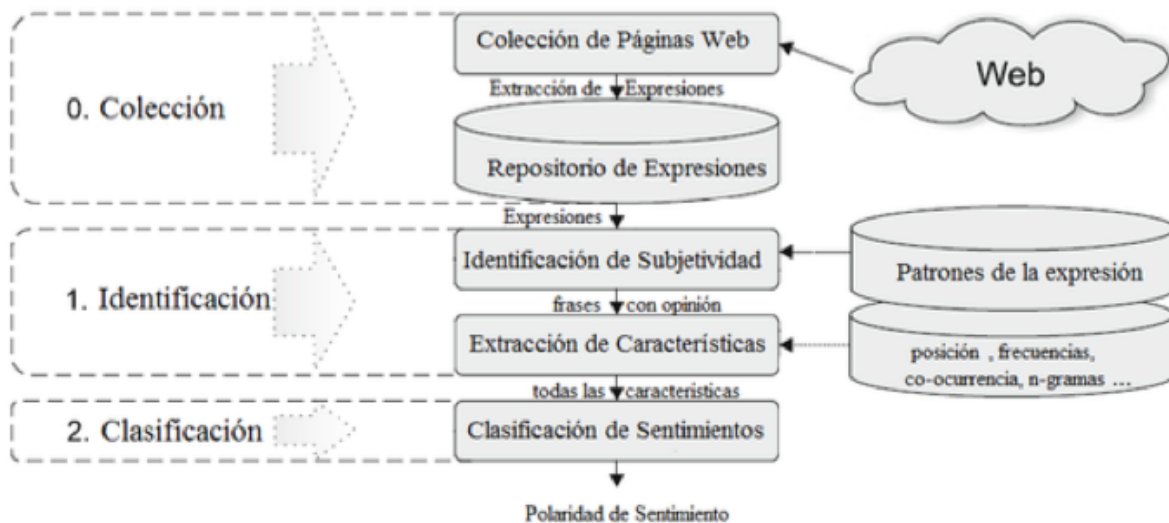 Colección de Páginas Web
Web
Extracción de Expresiones
0. Colección
Repositorio de Expresiones
Expresiones
Identificación de Subjetividad
Patrones de la expresión
1. Identificación
frases con opinión
Extracción de Características
posición , frecuencias,
co-ocurrencia, n-gramas ...
todas las características
2. Clasificación
Clasificación de Sentimientos
Polaridad de Sentimiento